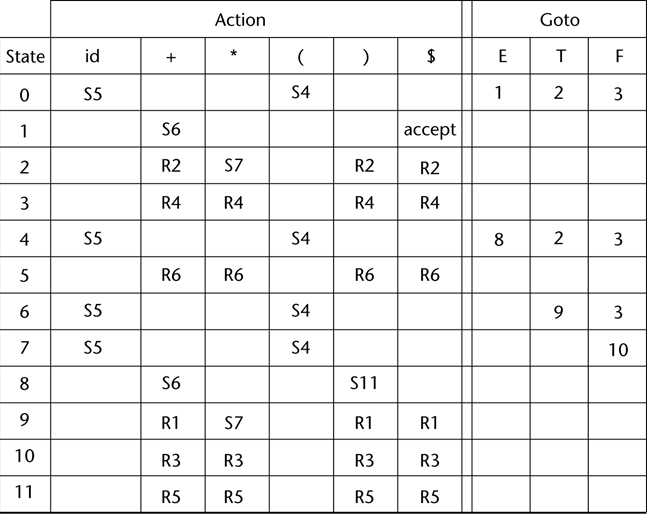 Action Goto
State id + * ( ) $ E T F
0 S5 S4 1 2 3
1 S6 accept
2 R2 S7 R2 R2
3 R4 R4 R4 R4
4 S5 S4 8 2 3
5 R6 R6 R6 R6
6 S5 S4 9 3
7 S5 S4 10
8 S6 S11
9 R1 S7 R1 R1
10 R3 R3 R3 R3
11 R5 R5 R5 R5